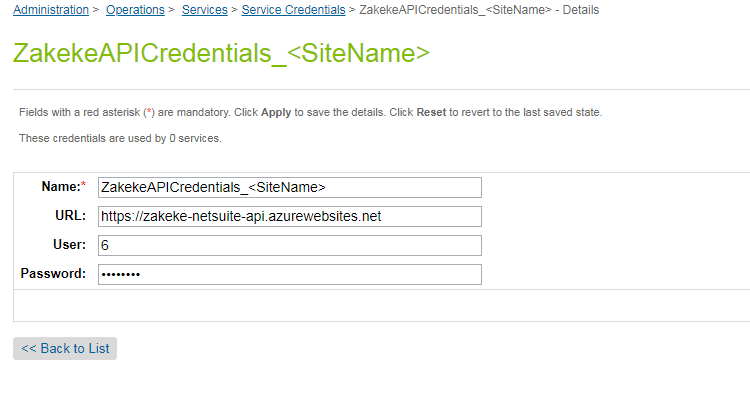 Administration > Operations > Services > Service Credentials > ZakekeAPICredentials_<SiteName> - Details
ZakekeAPICredentials_<SiteName>
Fields with a red asterisk (*) are mandatory. Click Apply to save the details. Click Reset to revert to the last saved state.
These credentials are used by 0 services.
Name:* ZakekeAPICredentials_<SiteName>
URL: https://zakeke-netsuite-api.azurewebsites.net
User: 6
Password: ••••••••
<< Back to List